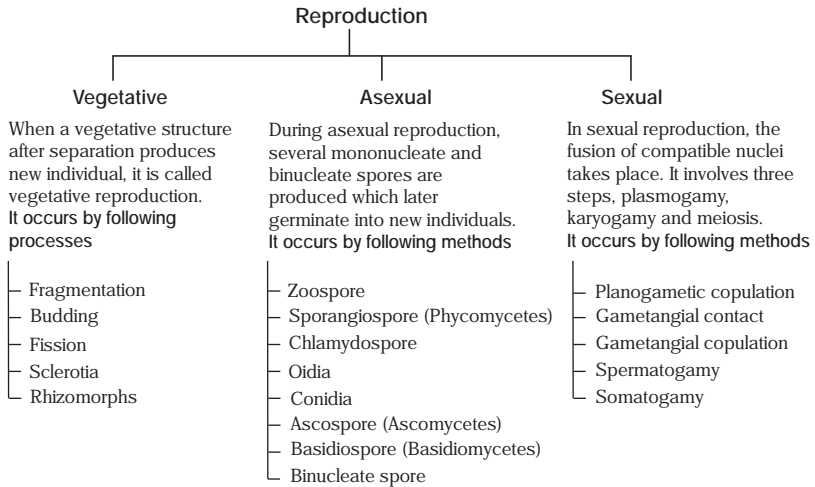 Reproduction
Vegetative
When a vegetative structure
after separation produces
new individual, it is called
vegetative reproduction.
It occurs by following
processes
Fragmentation
Budding
Fission
Sclerotia
Rhizomorphs
Asexual
During asexual reproduction,
several mononucleate and
binucleate spores are
produced which later
germinate into new individuals.
It occurs by following methods
Zoospore
Sporangiospore (Phycomycetes)
Chlamydospore
Oidia
Conidia
Ascospore (Ascomycetes)
Basidiospore (Basidiomycetes)
Binucleate spore
Sexual
In sexual reproduction, the
fusion of compatible nuclei
takes place. It involves three
steps, plasmogamy,
karyogamy and meiosis.
It occurs by following methods
Planogametic copulation
Gametangial contact
Gametangial copulation
Spermatogamy
Somatogamy